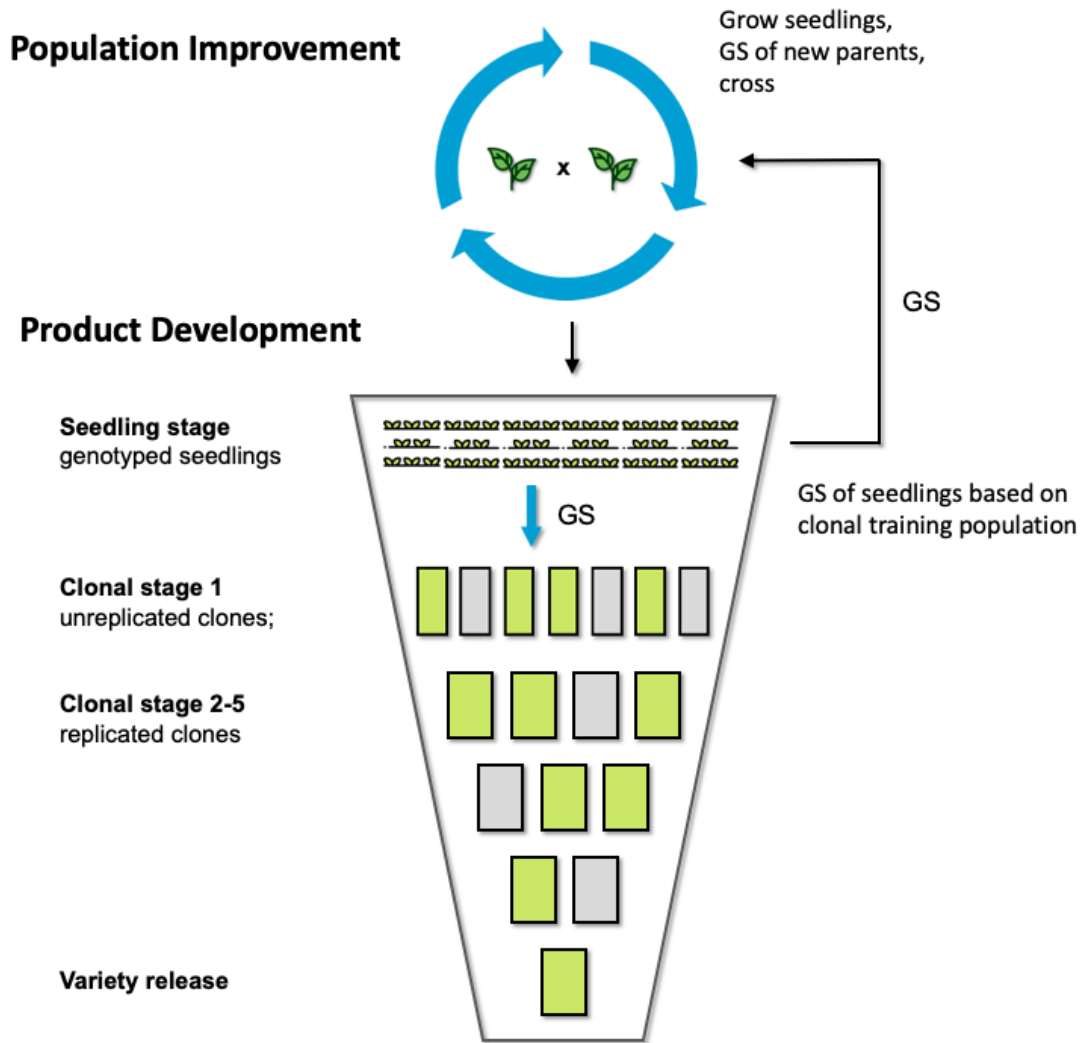 Population Improvement
Grow seedlings,
GS of new parents,
cross
x
GS
Product Development
Seedling stage
genotyped seedlings
GS
GS of seedlings based on
clonal training population
Clonal stage 1
unreplicated clones;
Clonal stage 2-5
replicated clones
Variety release